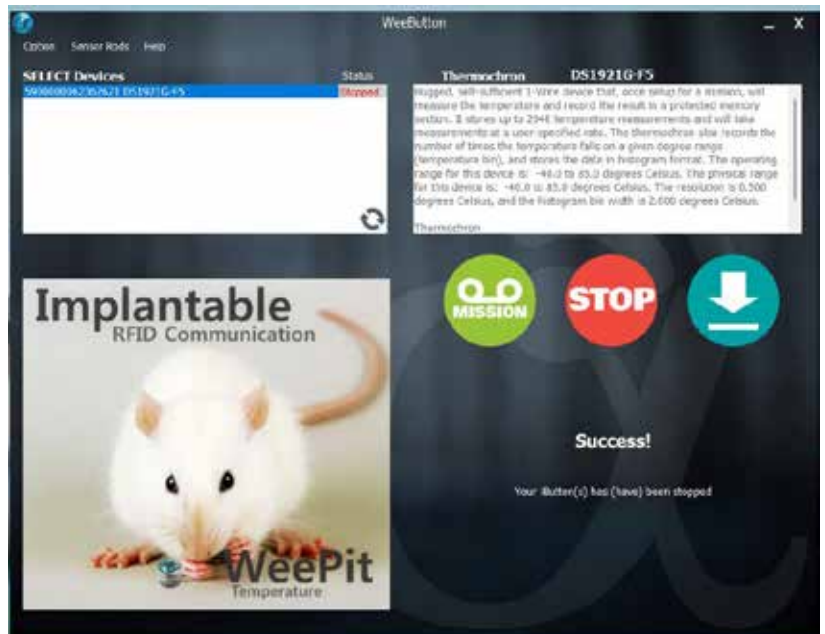 WeeButton
Option Sensor Rods Help
SELECT Devices Status
DS1921G-F5 Stopped
Thermochron DS1921G-F5
Rugged, self-sufficient 1-Wire device that, once setup for a mission, will
measure the temperature and record the result in a protected memory
section. It stores up to 2048 temperature measurements and will take
measurements at a user specified rate. The thermochron also records the
number of times the temperature falls on a given degree range
(temperature bin), and stores the data in histogram format. The operating
range for this device is: -40.0 to 85.0 degrees Celsius. The physical range
for this device is: -40.0 to 85.0 degrees Celsius. The resolution is 0.500
degrees Celsius, and the histogram bin width is 2.000 degrees Celsius.
Thermochron
MISSION
STOP
Implantable
RFID Communication
WeePit
Temperature
Success!
Your iButton(s) has (have) been stopped